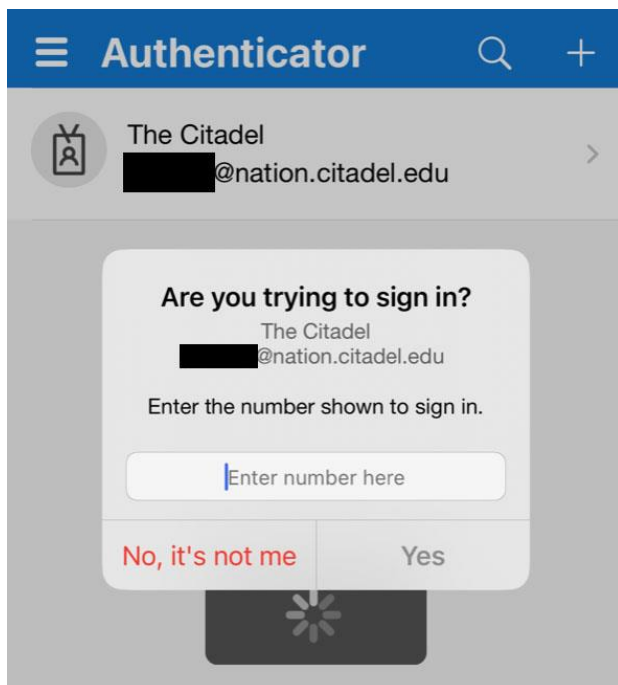 Authenticator
The Citadel
@nation.citadel.edu
Are you trying to sign in?
The Citadel
@nation.citadel.edu
Enter the number shown to sign in.
Enter number here
No, it's not me
Yes